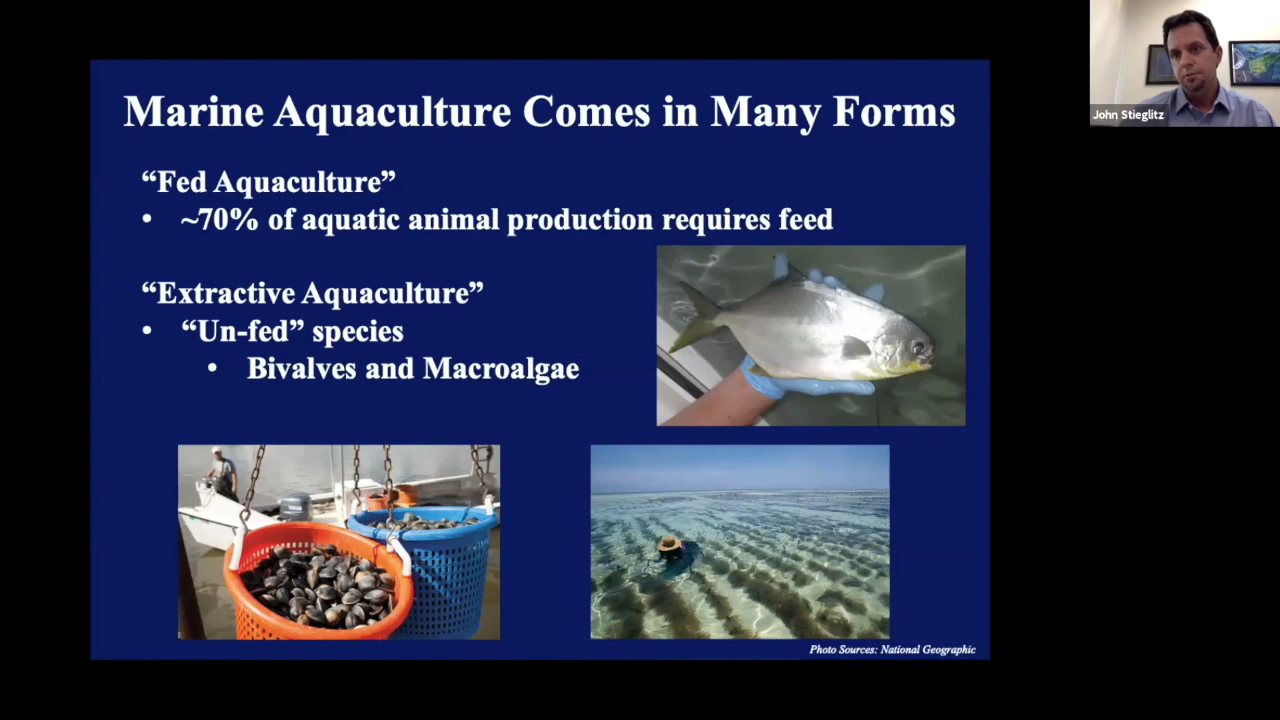 Marine Aquaculture Comes in Many Forms
“Fed Aquaculture”
• ~70% of aquatic animal production requires feed
“Extractive Aquaculture”
• “Un-fed” species
• Bivalves and Macroalgae
Photo Sources: National Geographic
John Stieglitz